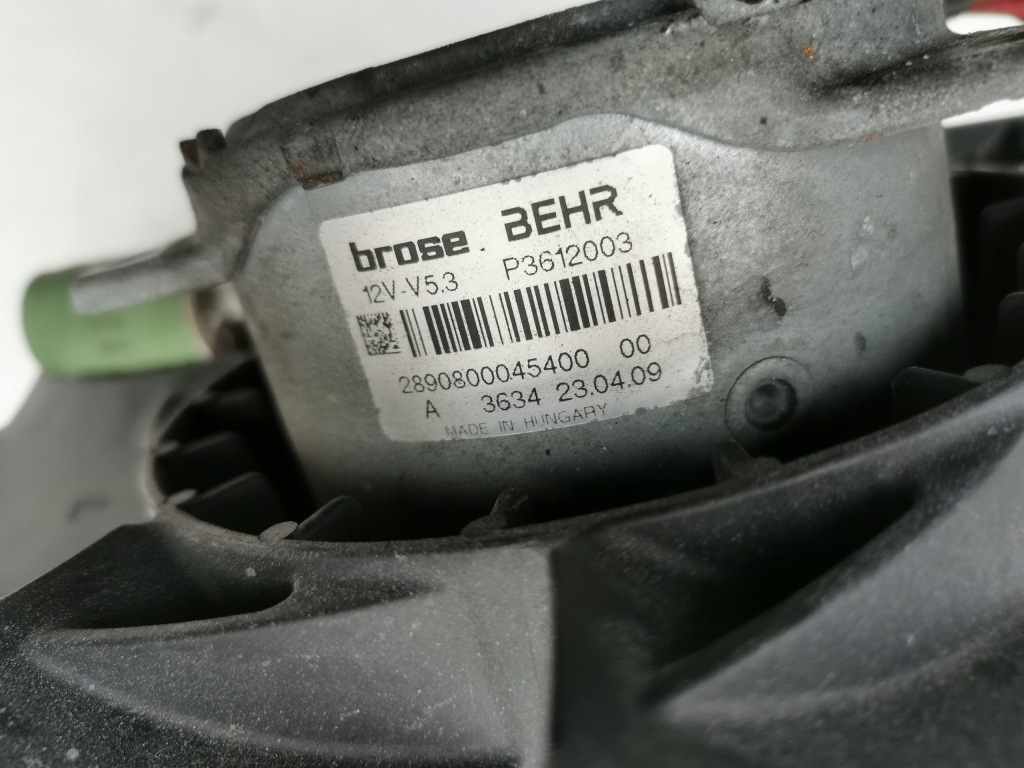 brose. BEHR
12V-V5.3 P3612003
2890800045400 00
A 3634 23.04.09
MADE IN HUNGARY